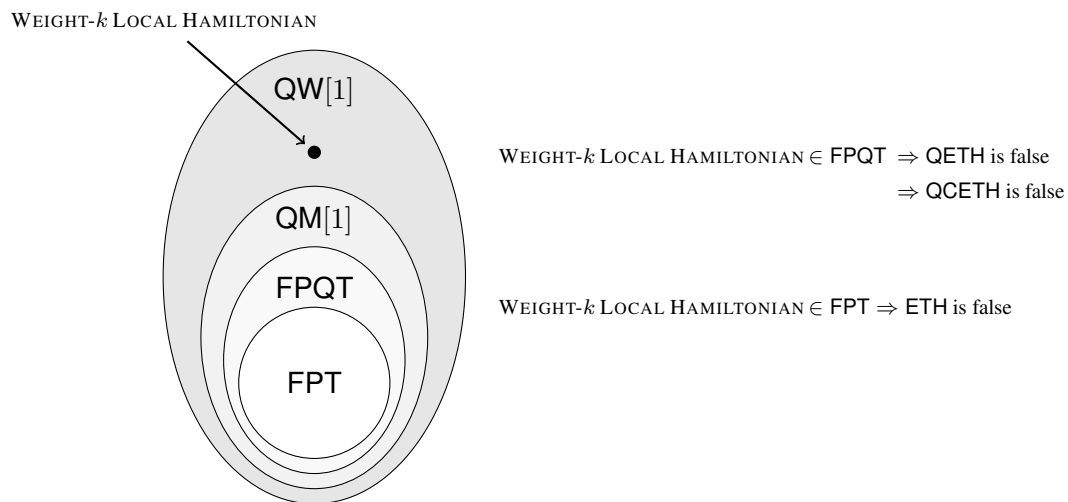 WEIGHT-k LOCAL HAMILTONIAN
QW[1]
WEIGHT-k LOCAL HAMILTONIAN ∈ FPQT ⇒ QETH is false
⇒ QCETH is false
QM[1]
FPQT
WEIGHT-k LOCAL HAMILTONIAN ∈ FPT ⇒ ETH is false
FPT